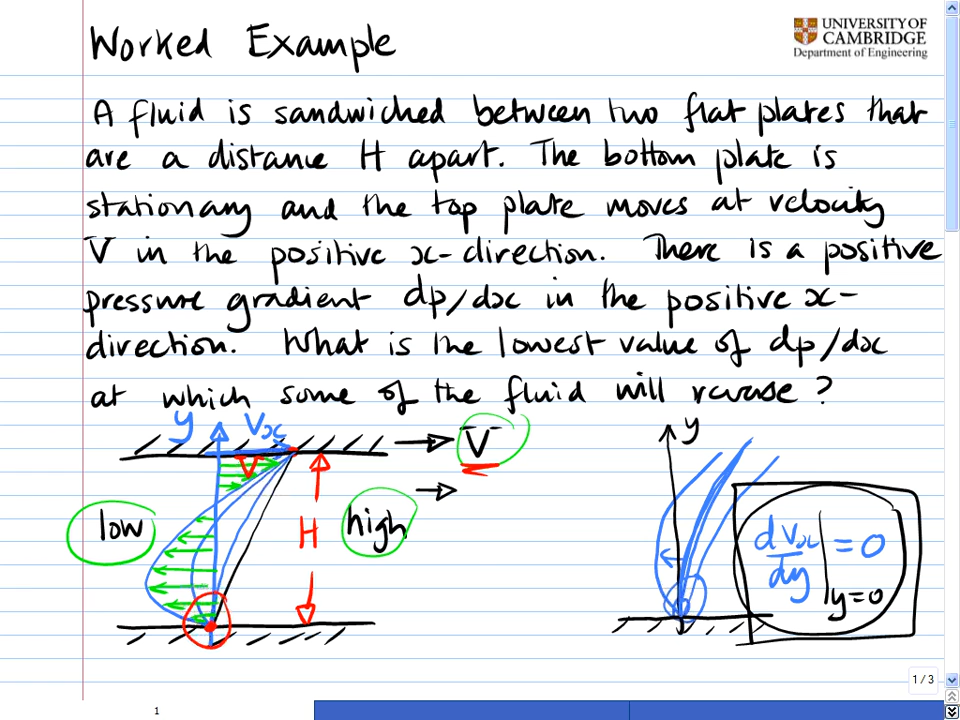 Worked Example
UNIVERSITY OF
CAMBRIDGE
Department of Engineering
A fluid is sandwiched between two flat plates that
are a distance H apart. The bottom plate is
stationary and the top plate moves at velocity
V in the positive x-direction. There is a positive
pressure gradient dp/dx in the positive x-
direction. What is the lowest value of dp/dx
at which some of the fluid will reverse?
y Vx V
V
low H high
y
dVx/dy | = 0
y=0
1 / 3
1